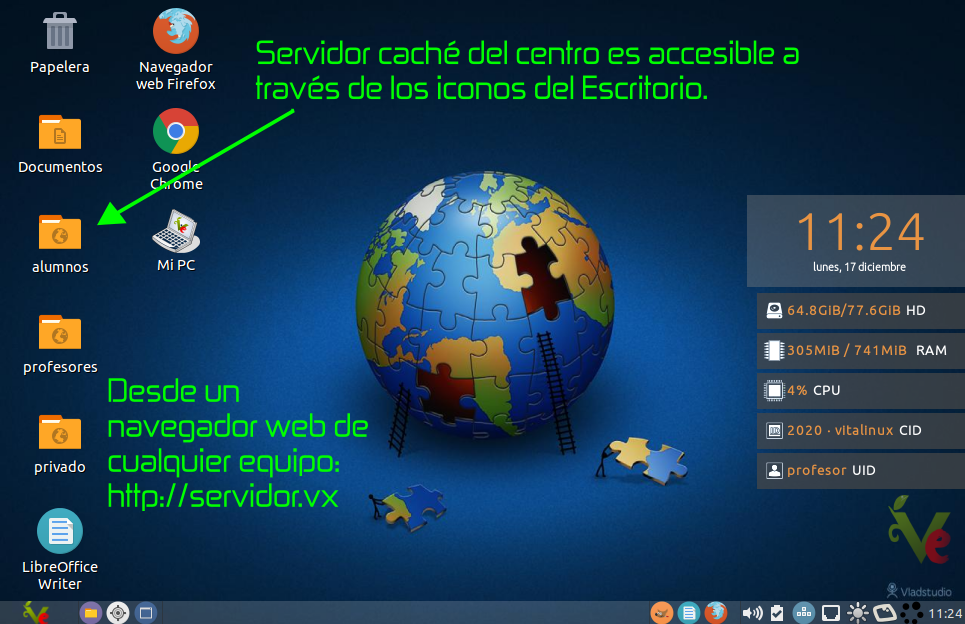 Papelera
Navegador
web Firefox
Servidor caché del centro es accesible a
través de los iconos del Escritorio.
Documentos
Google
Chrome
alumnos
Mi PC
11:24
lunes, 17 diciembre
64.8GIB/77.6GIB HD
305MIB / 741MIB RAM
4% CPU
2020 · vitalinux CID
profesor UID
profesores
Desde un
navegador web de
cualquier equipo:
http://servidor.vx
privado
LibreOffice
Writer
Ve
Vladstudio
11:24